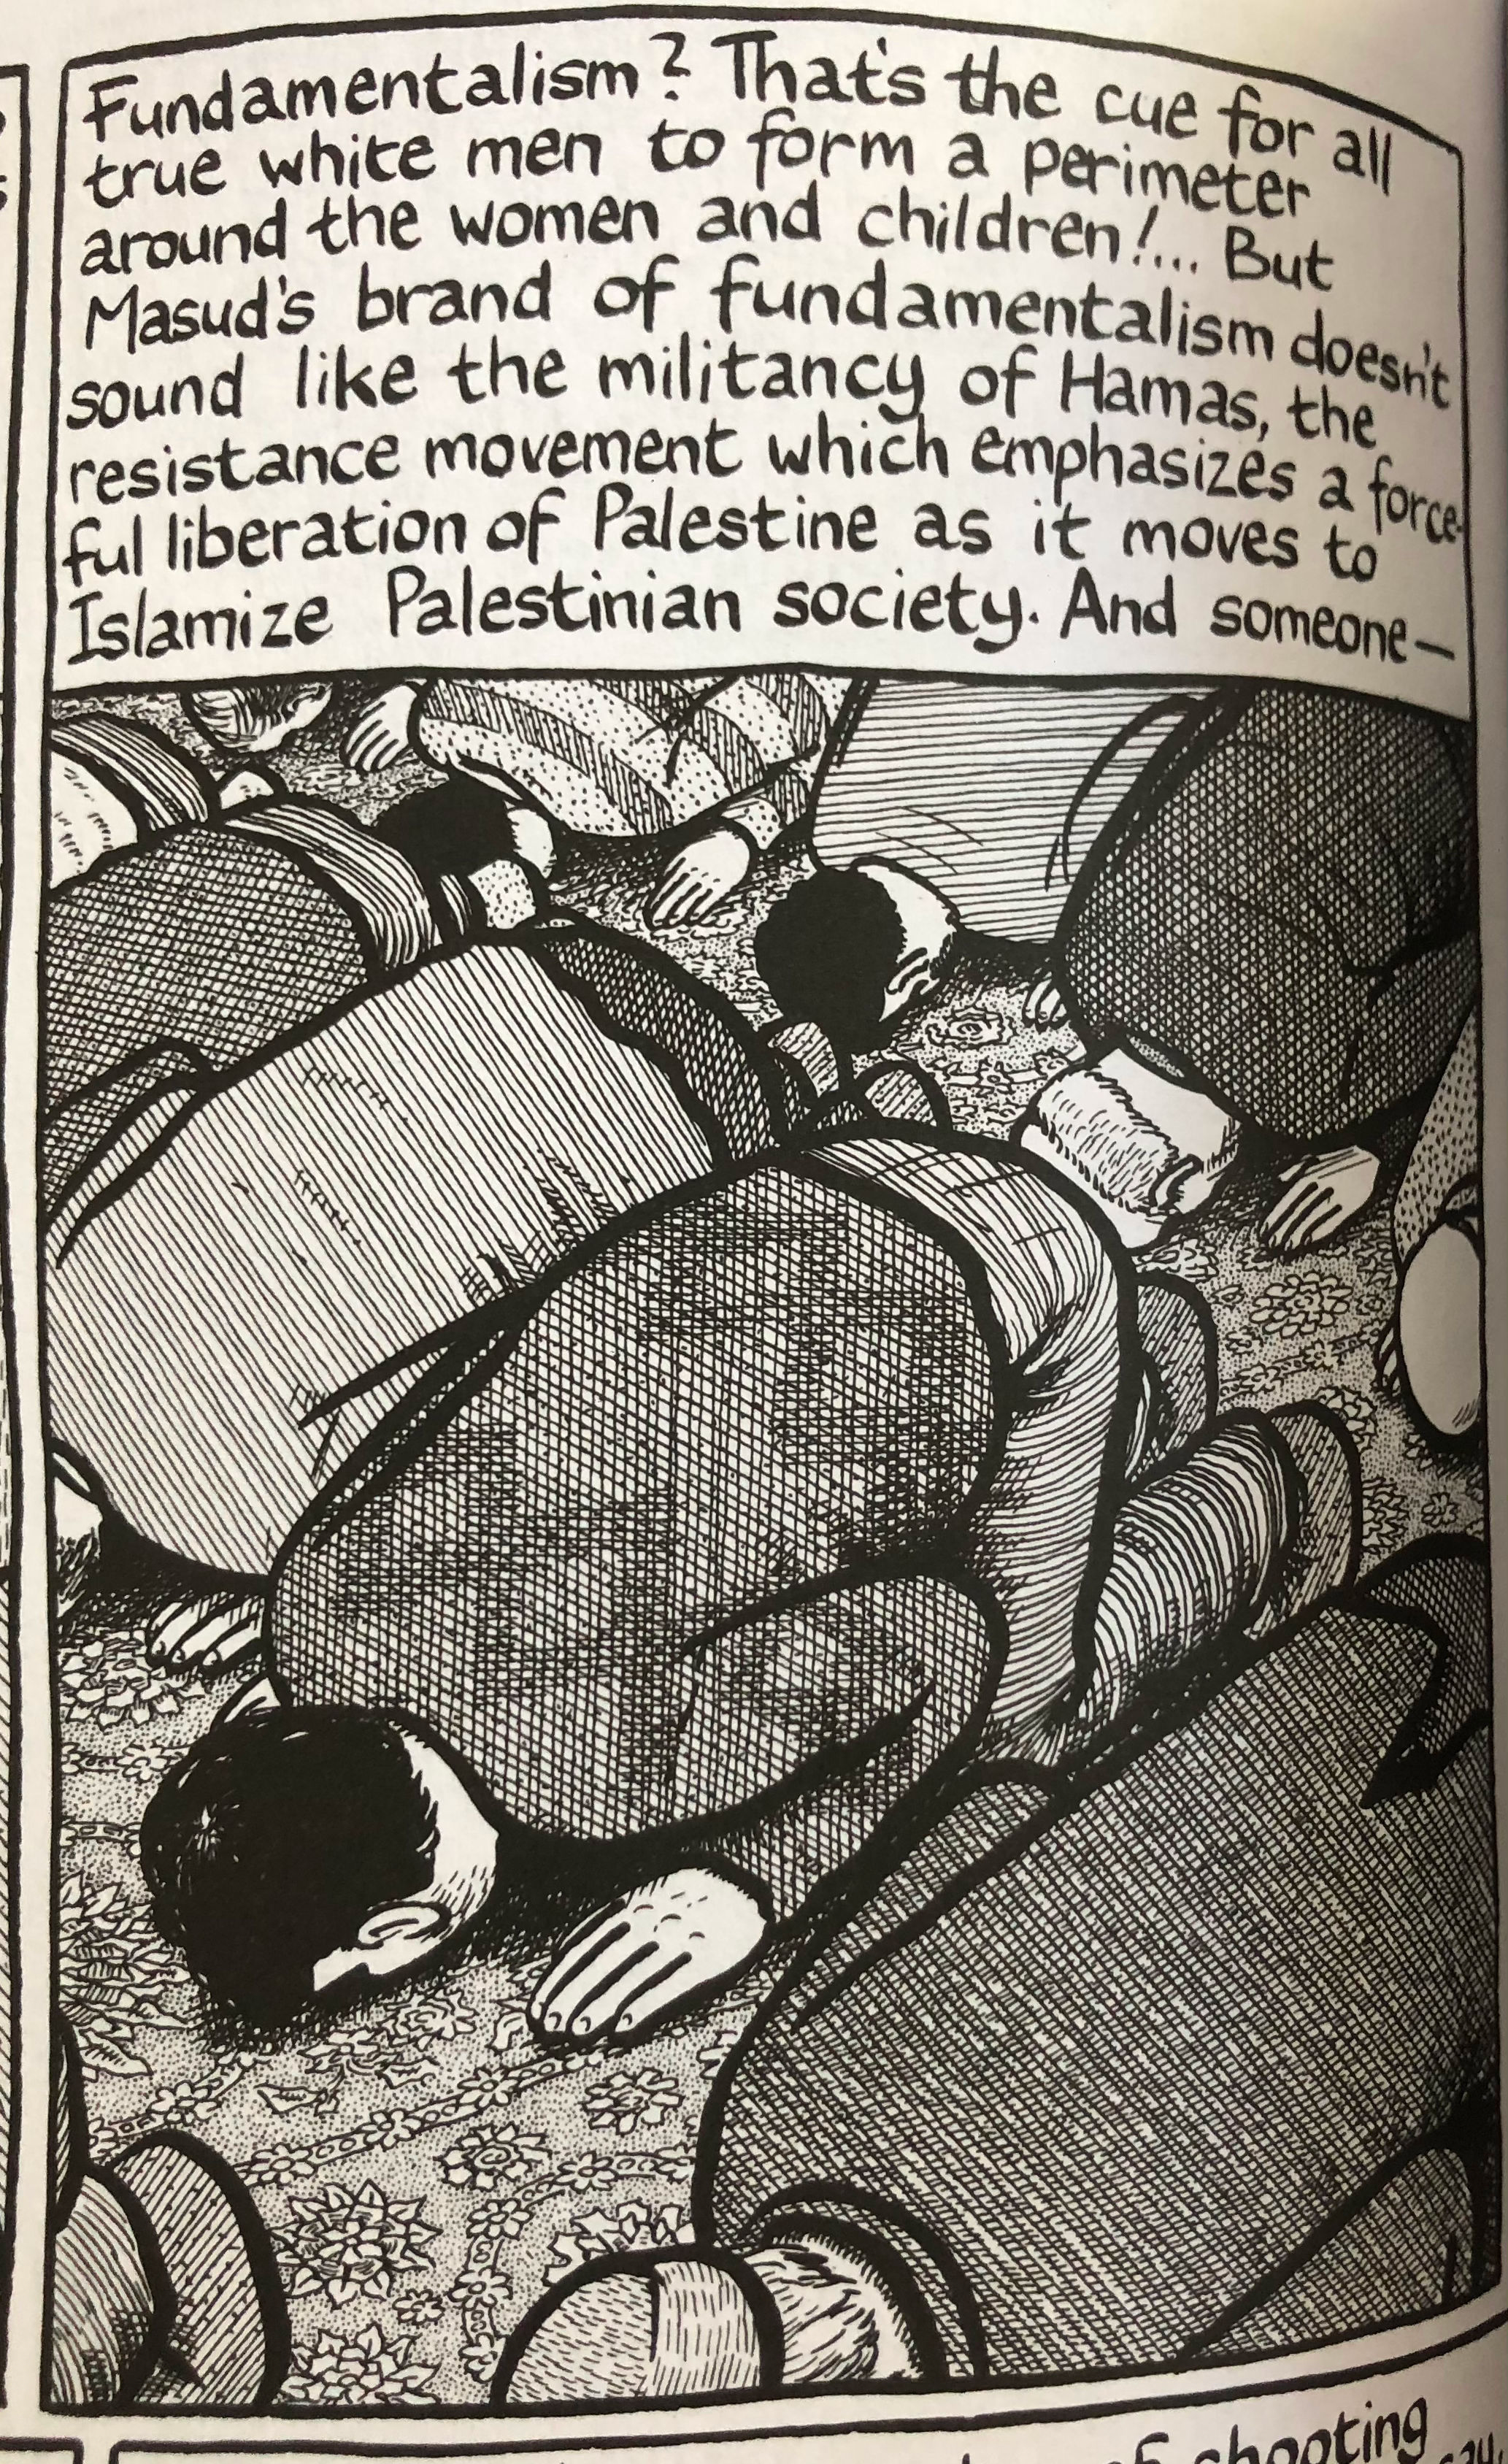 Fundamentalism? That's the cue for all
true white men to form a perimeter
around the women and children!... But
Masud's brand of fundamentalism doesn't
sound like the militancy of Hamas, the
resistance movement which emphasizes a force-
ful liberation of Palestine as it moves to
Islamize Palestinian society. And someone—
of shooting